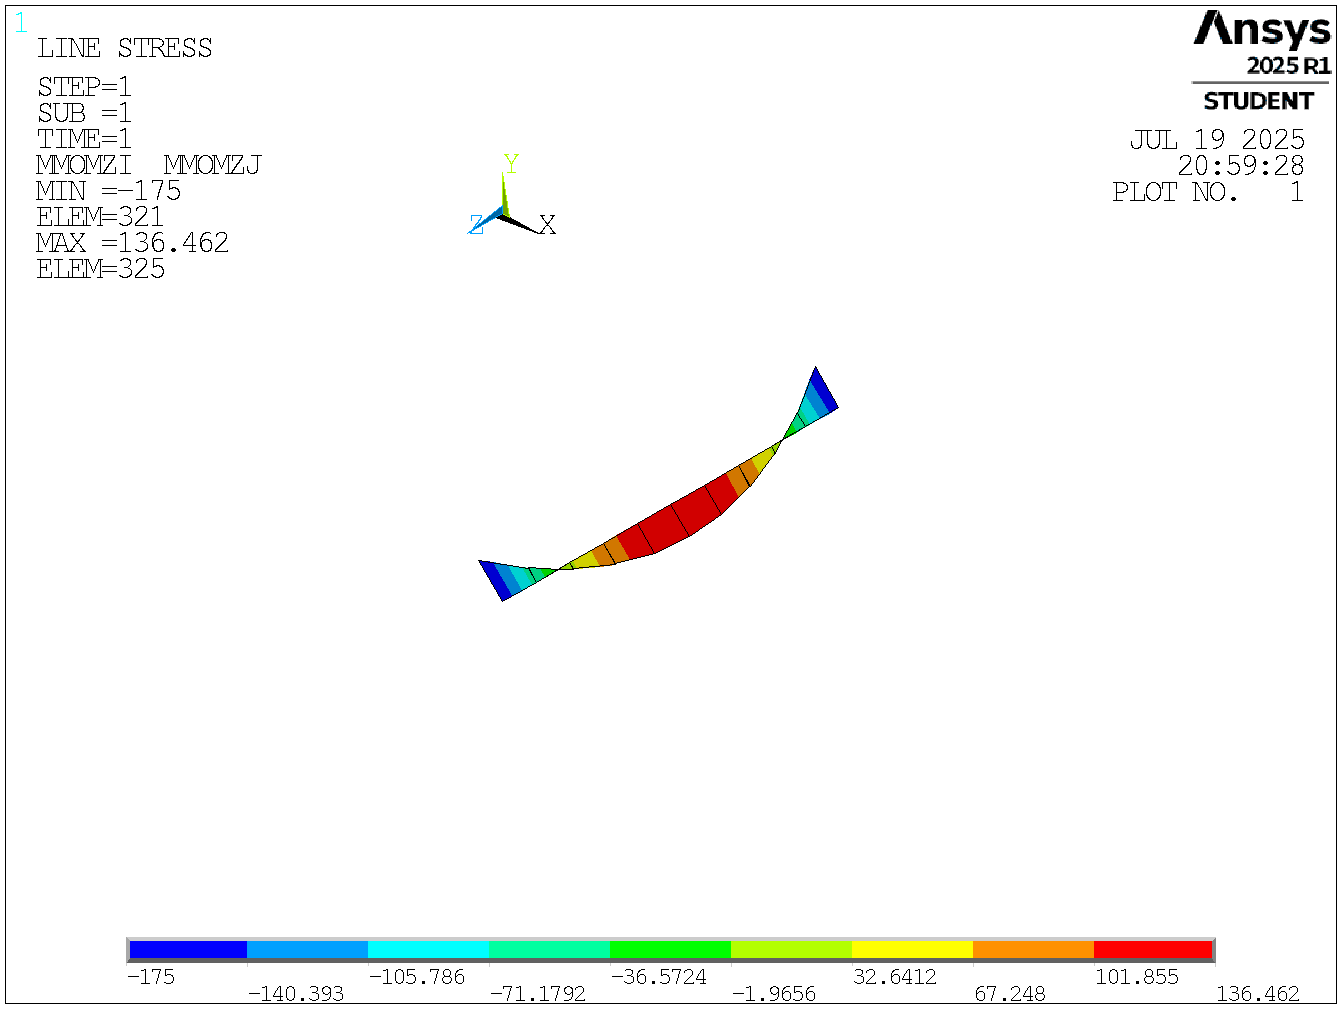 1
LINE STRESS
STEP=1
SUB =1
TIME=1
MMOMZI  MMOMZJ
MIN =-175
ELEM=321
MAX =136.462
ELEM=325
Ansys
2025 R1
STUDENT
JUL 19 2025
20:59:28
PLOT NO.   1
Y
Z
X
-175
-140.393
-105.786
-71.1792
-36.5724
-1.9656
32.6412
67.248
101.855
136.462